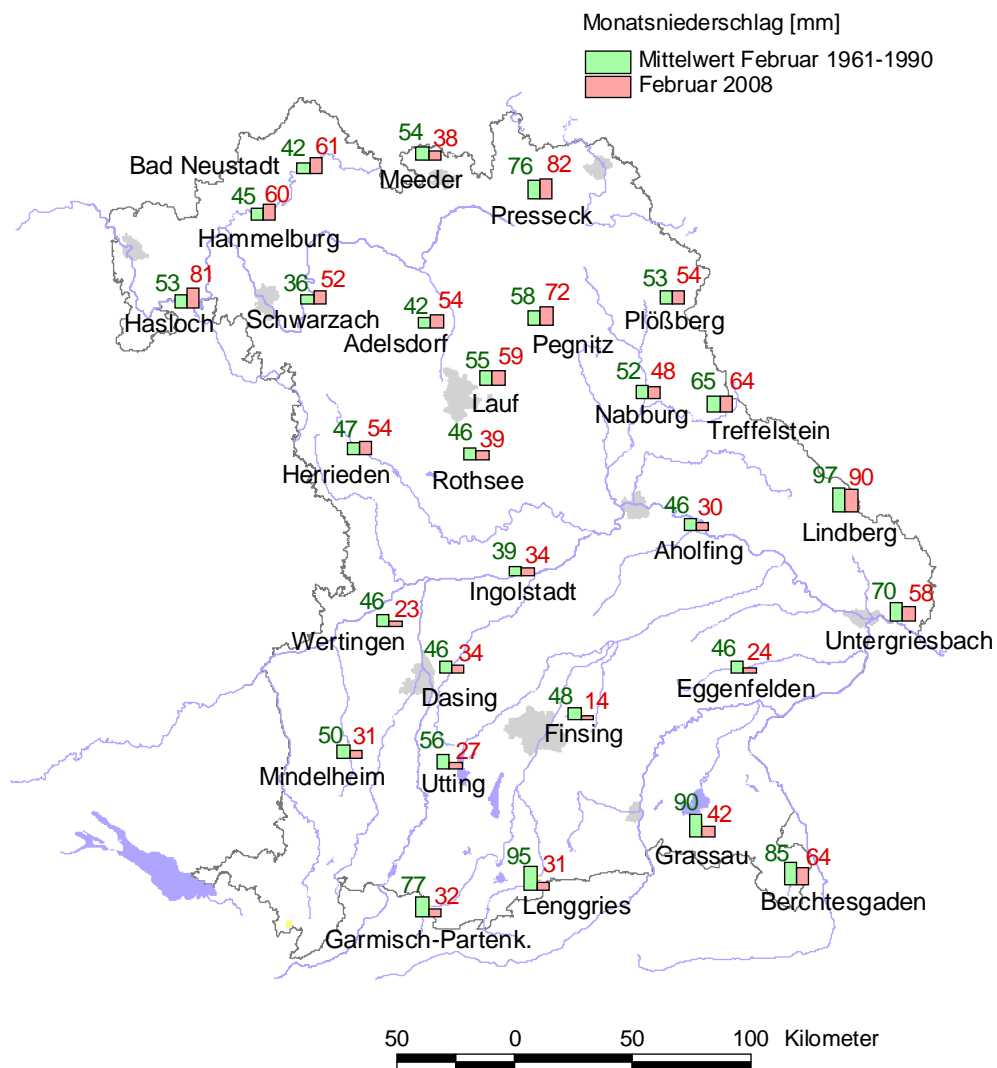 Monatsniederschlag [mm]
Mittelwert Februar 1961-1990
Februar 2008
54 38
Meeder
42 61
Bad Neustadt
76 82
Presseck
45 60
Hammelburg
53 81
Hasloch
36 52
Schwarzach
42 54
Adelsdorf
58 72
Pegnitz
53 54
Plößberg
55 59
Lauf
52 48
Nabburg
65 64
Treffelstein
47 54
Herrieden
46 39
Rothsee
97 90
Lindberg
46 30
Aholfing
39 34
Ingolstadt
46 23
Wertingen
70 58
Untergriesbach
46 34
Dasing
46 24
Eggenfelden
48 14
Finsing
50 31
Mindelheim
56 27
Utting
90 42
Grassau
95 31
Lenggries
85 64
Berchtesgaden
77 32
Garmisch-Partenk.
50 0 50 100 Kilometer